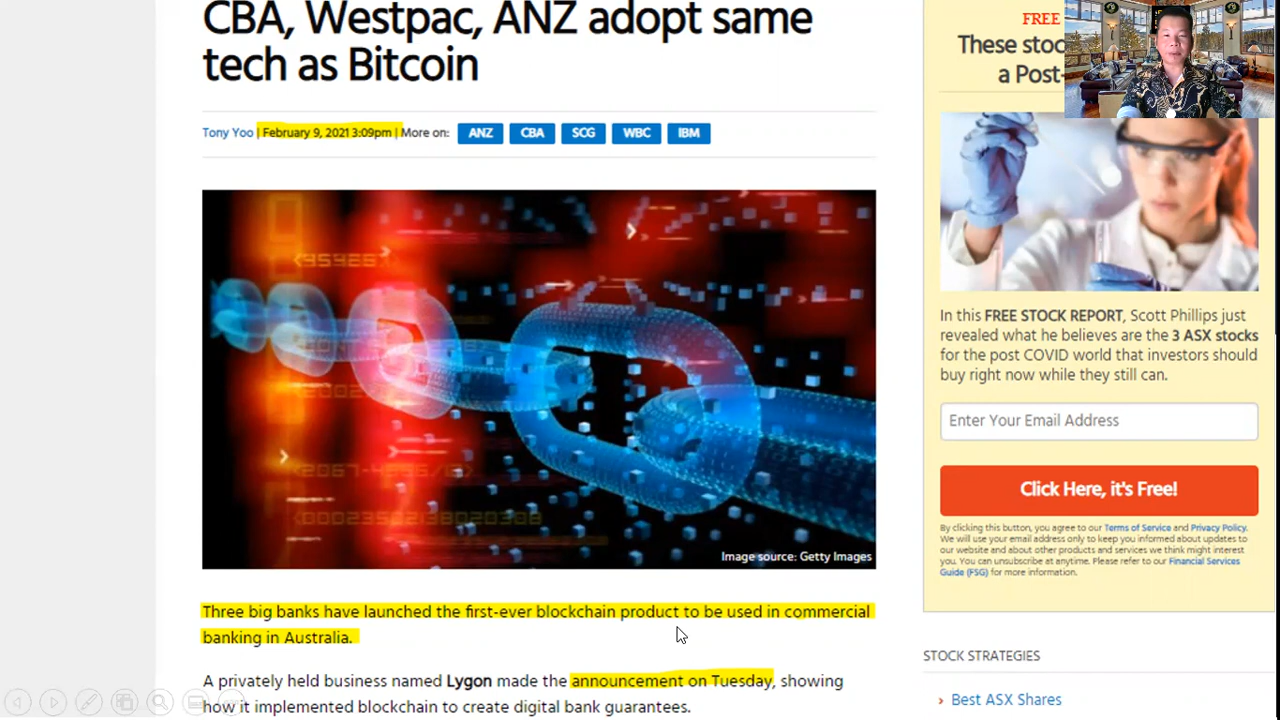 CBA, Westpac, ANZ adopt same
tech as Bitcoin
Tony Yoo | February 9, 2021 3:09pm | More on: ANZ CBA SCG WBC IBM
Image source: Getty Images
Three big banks have launched the first-ever blockchain product to be used in commercial
banking in Australia.
A privately held business named Lygon made the announcement on Tuesday, showing
how it implemented blockchain to create digital bank guarantees.
FREE
These stoc
a Post-
In this FREE STOCK REPORT, Scott Phillips just
revealed what he believes are the 3 ASX stocks
for the post COVID world that investors should
buy right now while they still can.
Enter Your Email Address
Click Here, it's Free!
By clicking this button, you agree to our Terms of Service and Privacy Policy.
We will use your email address only to keep you informed about updates to
our website and about other products and services we think might interest
you. You can unsubscribe at anytime. Please refer to our Financial Services
Guide (FSG) for more information.
STOCK STRATEGIES
Best ASX Shares